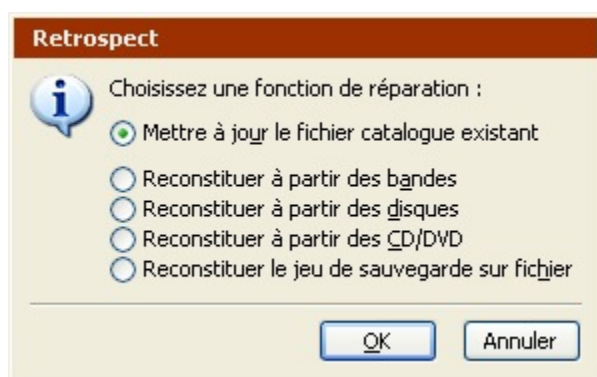 Retrospect
Choisissez une fonction de réparation :
Mettre à jour le fichier catalogue existant
Reconstituer à partir des bandes
Reconstituer à partir des disques
Reconstituer à partir des CD/DVD
Reconstituer le jeu de sauvegarde sur fichier
OK
Annuler